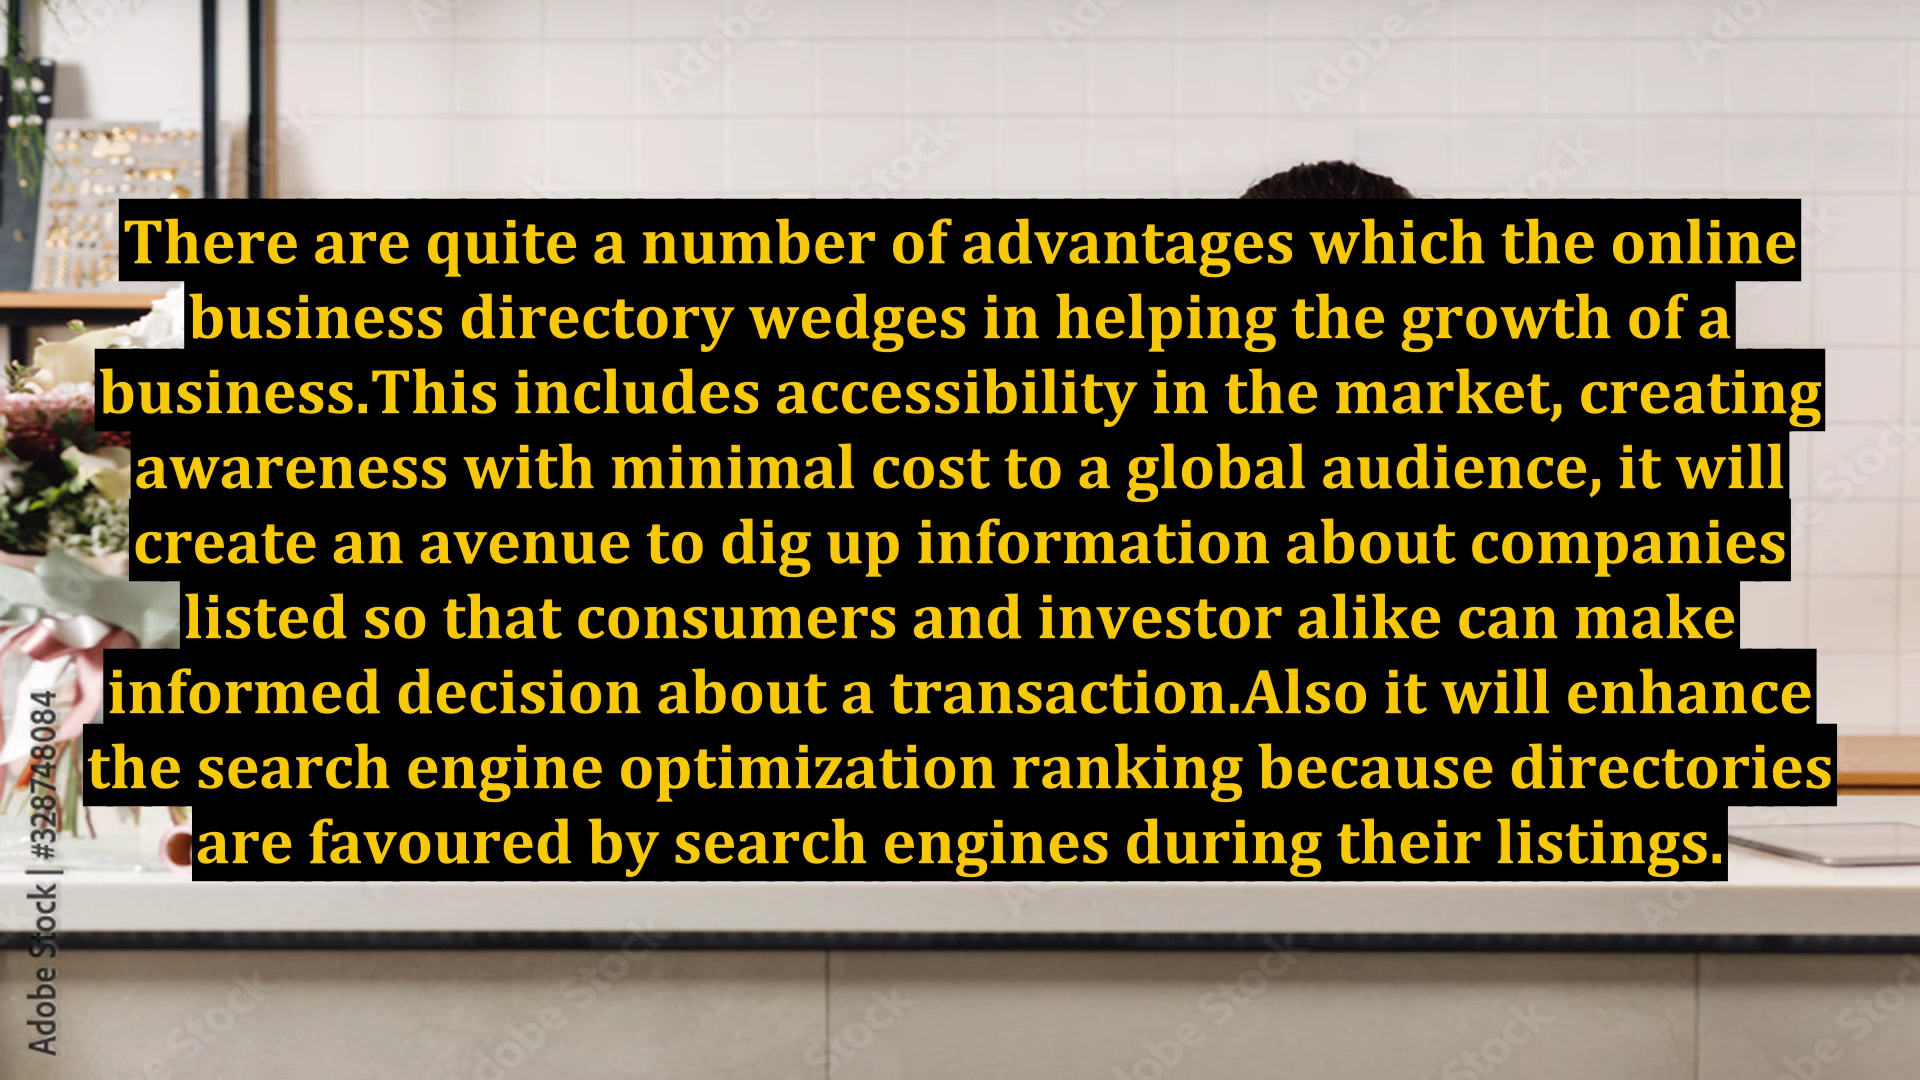 There are quite a number of advantages which the online
business directory wedges in helping the growth of a
business.This includes accessibility in the market, creating
awareness with minimal cost to a global audience, it will
create an avenue to dig up information about companies
listed so that consumers and investor alike can make
informed decision about a transaction.Also it will enhance
the search engine optimization ranking because directories
are favoured by search engines during their listings.
Adobe Stock | #328748084